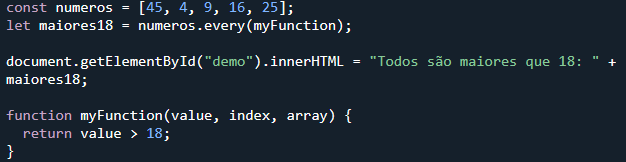 const numeros = [45, 4, 9, 16, 25];
let maiores18 = numeros.every(myFunction);

document.getElementById("demo").innerHTML = "Todos são maiores que 18: " +
maiores18;

function myFunction(value, index, array) {
  return value > 18;
}